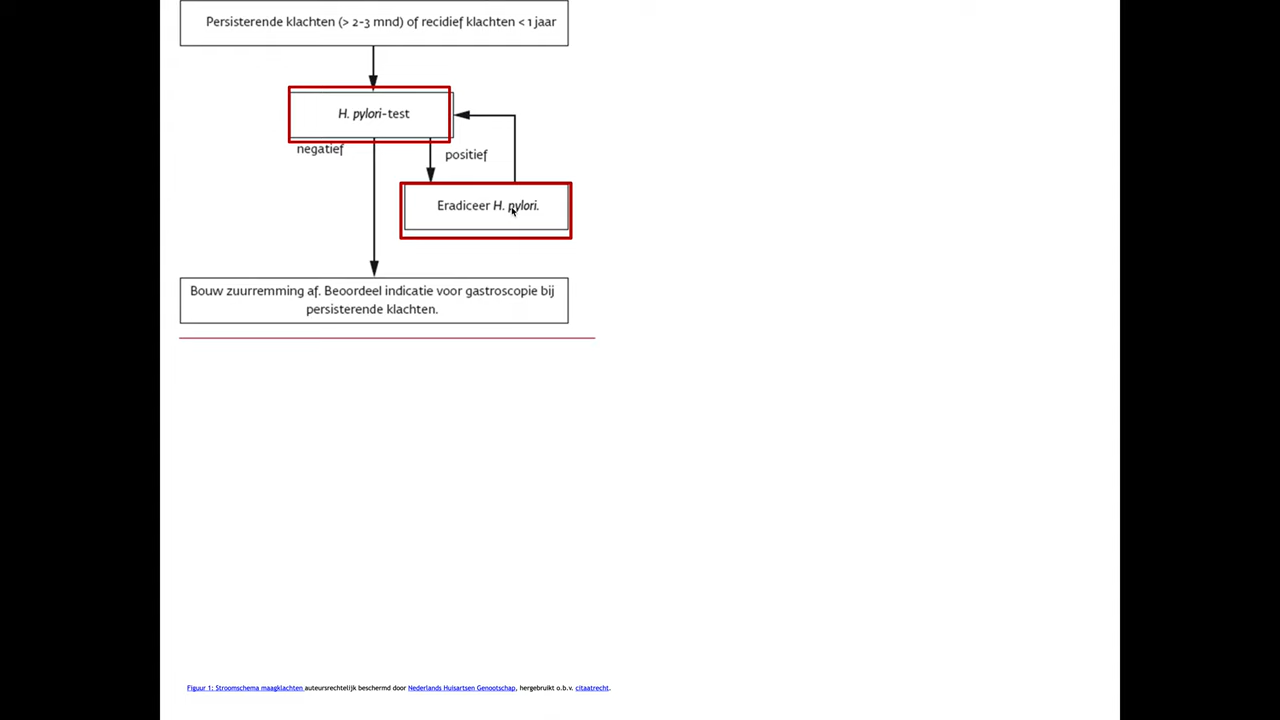 Persisterende klachten (> 2-3 mnd) of recidief klachten < 1 jaar
H. pylori-test
negatief
positief
Eradiceer H. pylori.
Bouw zuurremming af. Beoordeel indicatie voor gastroscopie bij
persisterende klachten.
Figuur 1: Stroomschema maagklachten auteursrechtelijk beschermd door Nederlands Huisartsen Genootschap, hergebruikt o.b.v. citaatrecht.